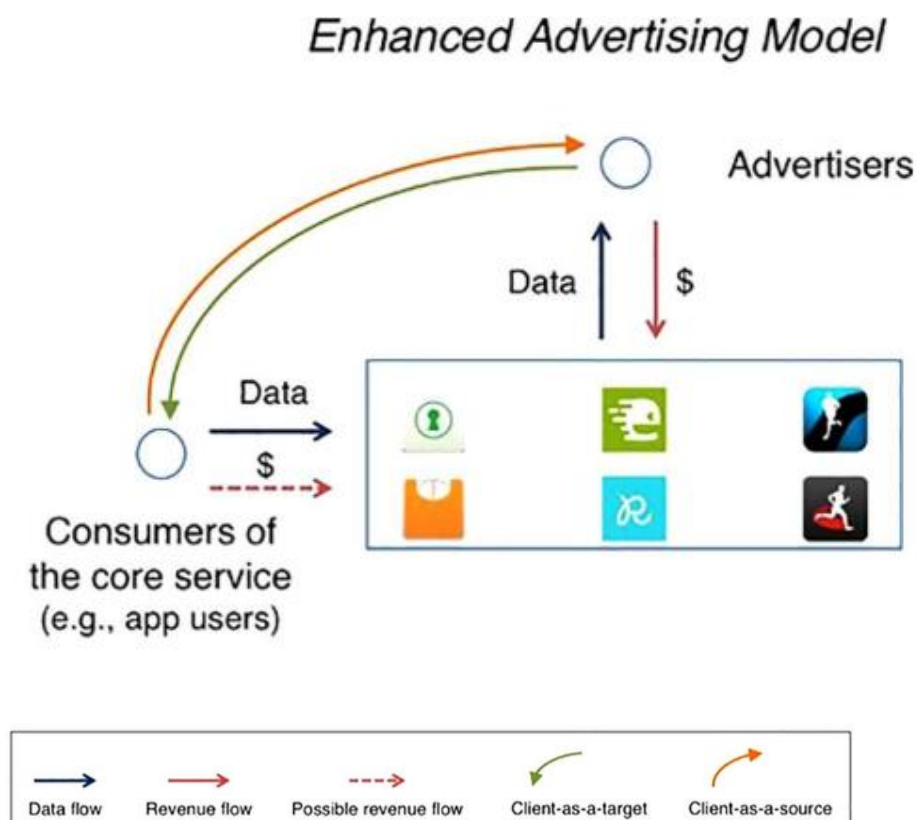 Enhanced Advertising Model
Advertisers
Data
$
Data
$
Consumers of
the core service
(e.g., app users)
Data flow
Revenue flow
Possible revenue flow
Client-as-a-target
Client-as-a-source